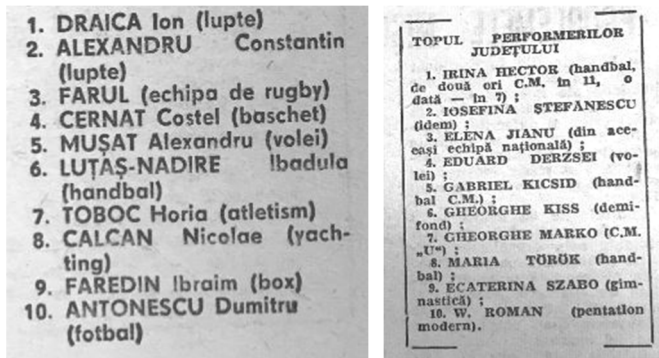 1. DRAICA Ion (lupte)
2. ALEXANDRU Constantin
(lupte)
3. FARUL (echipa de rugby)
4. CERNAT Costel (baschet)
5. MUȘAT Alexandru (volei)
6. LUȚAȘ-NADIRE Ibadula
(handbal)
7. TOBOC Horia (atletism)
8. CALCAN Nicolae (yach-
ting)
9. FAREDIN Ibraim (box)
10. ANTONESCU Dumitru
(fotbal)
TOPUL PERFORMERILOR
JUDEȚULUI
1. IRINA HECTOR (handbal,
de două ori C.M. în 11, o
dată — în 7) ;
2. IOSEFINA ȘTEFĂNESCU
(idem) ;
3. ELENA JIANU (din ace-
eași echipă națională) ;
4. EDUARD DERZSEI (vo-
lei) ;
5. GABRIEL KICSID (hand-
bal C.M.) ;
6. GHEORGHE KISS (demi-
fond) ;
7. GHEORGHE MARKO (C.M.
„U“) ;
8. MARIA TÖRÖK (hand-
bal) ;
9. ECATERINA SZABO (gim-
nastică) ;
10. W. ROMAN (pentatlon
modern).